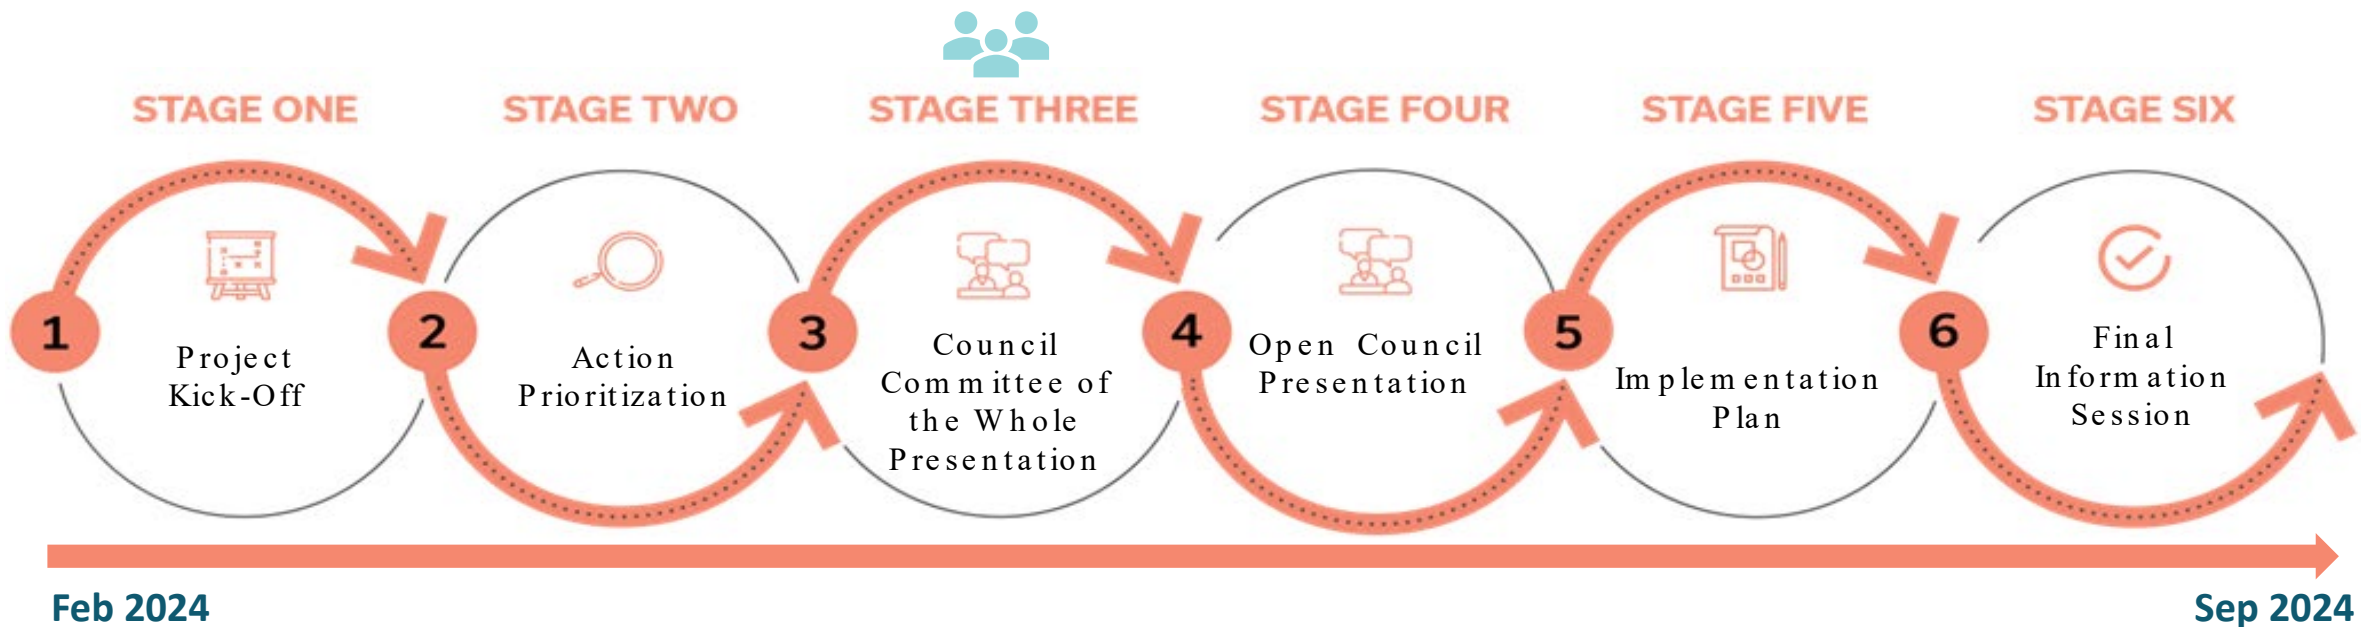 STAGE ONE
STAGE TWO
STAGE THREE
STAGE FOUR
STAGE FIVE
STAGE SIX
1
Project
Kick-Off
2
Action
Prioritization
3
Council
Committee of
the Whole
Presentation
4
Open Council
Presentation
5
Implementation
Plan
6
Final
Information
Session
Feb 2024
Sep 2024